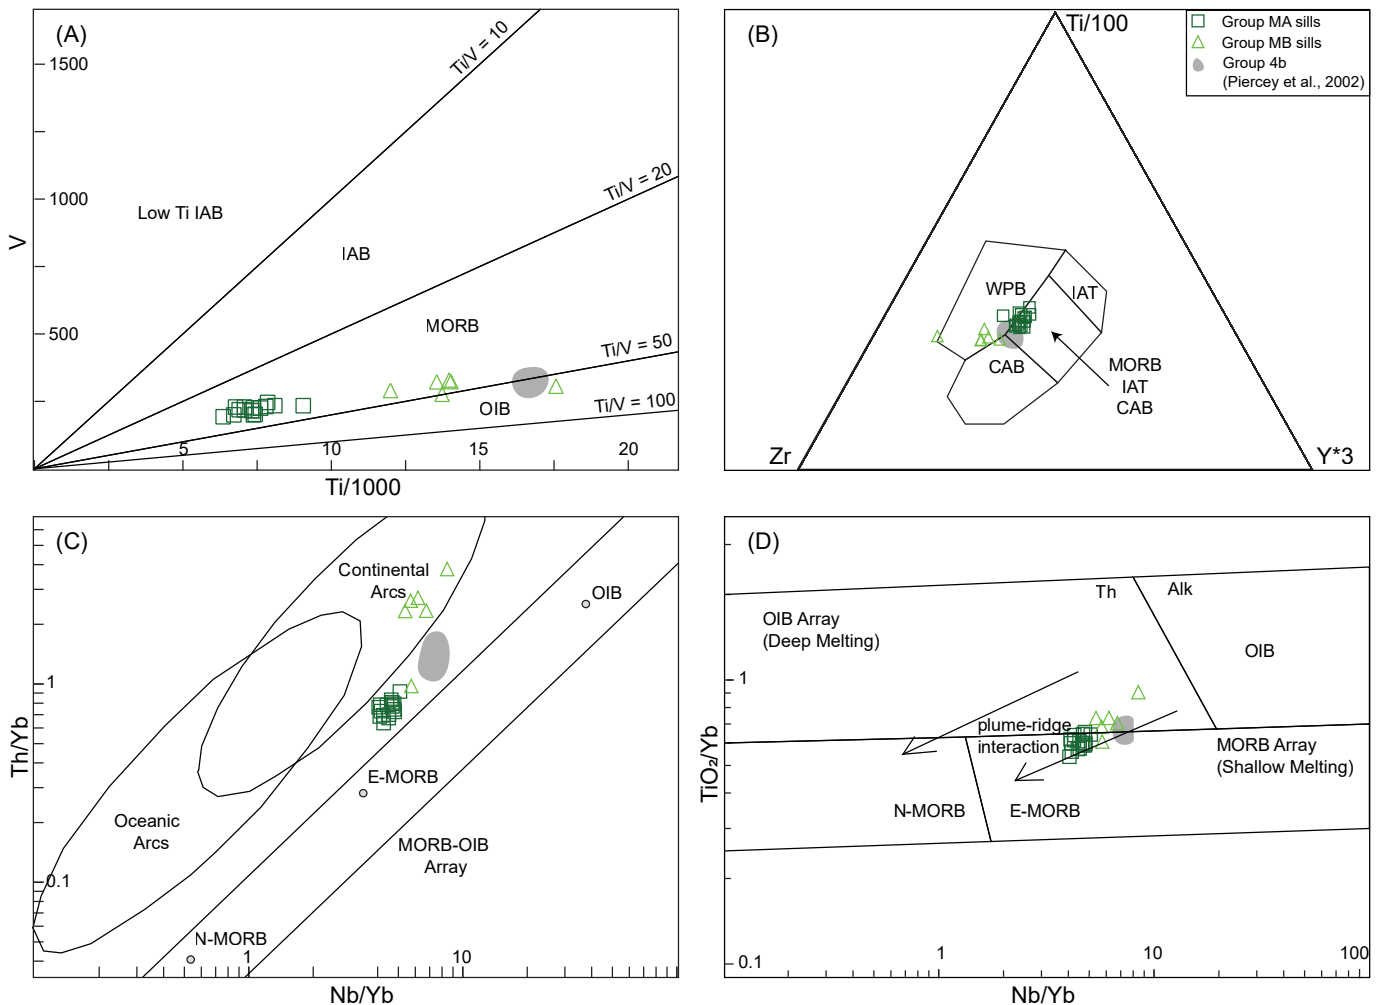 (A)
1500
1000
500
V
Low Ti IAB
IAB
MORB
OIB
Ti/V = 10
Ti/V = 20
Ti/V = 50
Ti/V = 100
5
10
15
20
Ti/1000
(B)
Ti/100
Group MA sills
Group MB sills
Group 4b
(Piercey et al., 2002)
WPB
IAT
CAB
MORB
IAT
CAB
Zr
Y*3
(C)
Continental
Arcs
OIB
1
E-MORB
Oceanic
Arcs
MORB-OIB
Array
0.1
N-MORB
1
10
Th/Yb
Nb/Yb
(D)
Th
Alk
OIB Array
(Deep Melting)
OIB
1
plume-ridge
interaction
MORB Array
(Shallow Melting)
N-MORB
E-MORB
0.1
1
10
100
TiO₂/Yb
Nb/Yb